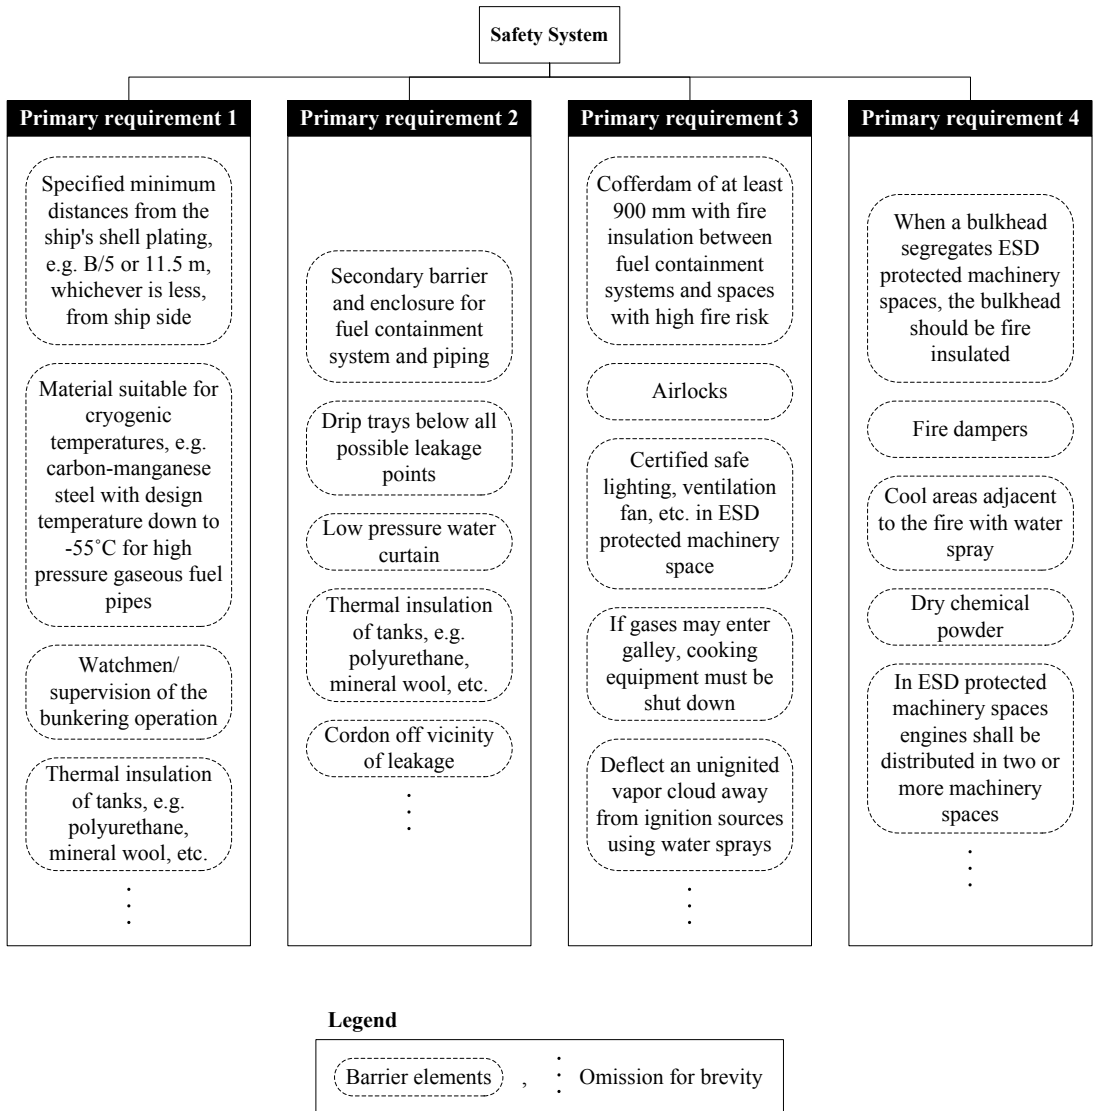 Safety System
Primary requirement 1
Specified minimum
distances from the
ship's shell plating,
e.g. B/5 or 11.5 m,
whichever is less,
from ship side
Material suitable for
cryogenic
temperatures, e.g.
carbon-manganese
steel with design
temperature down to
-55˚C for high
pressure gaseous fuel
pipes
Watchmen/
supervision of the
bunkering operation
Thermal insulation
of tanks, e.g.
polyurethane,
mineral wool, etc.
Primary requirement 2
Secondary barrier
and enclosure for
fuel containment
system and piping
Drip trays below all
possible leakage
points
Low pressure water
curtain
Thermal insulation
of tanks, e.g.
polyurethane,
mineral wool, etc.
Cordon off vicinity
of leakage
Primary requirement 3
Cofferdam of at least
900 mm with fire
insulation between
fuel containment
systems and spaces
with high fire risk
Airlocks
Certified safe
lighting, ventilation
fan, etc. in ESD
protected machinery
space
If gases may enter
galley, cooking
equipment must be
shut down
Deflect an unignited
vapor cloud away
from ignition sources
using water sprays
Primary requirement 4
When a bulkhead
segregates ESD
protected machinery
spaces, the bulkhead
should be fire
insulated
Fire dampers
Cool areas adjacent
to the fire with water
spray
Dry chemical
powder
In ESD protected
machinery spaces
engines shall be
distributed in two or
more machinery
spaces
Legend
Barrier elements , Omission for brevity